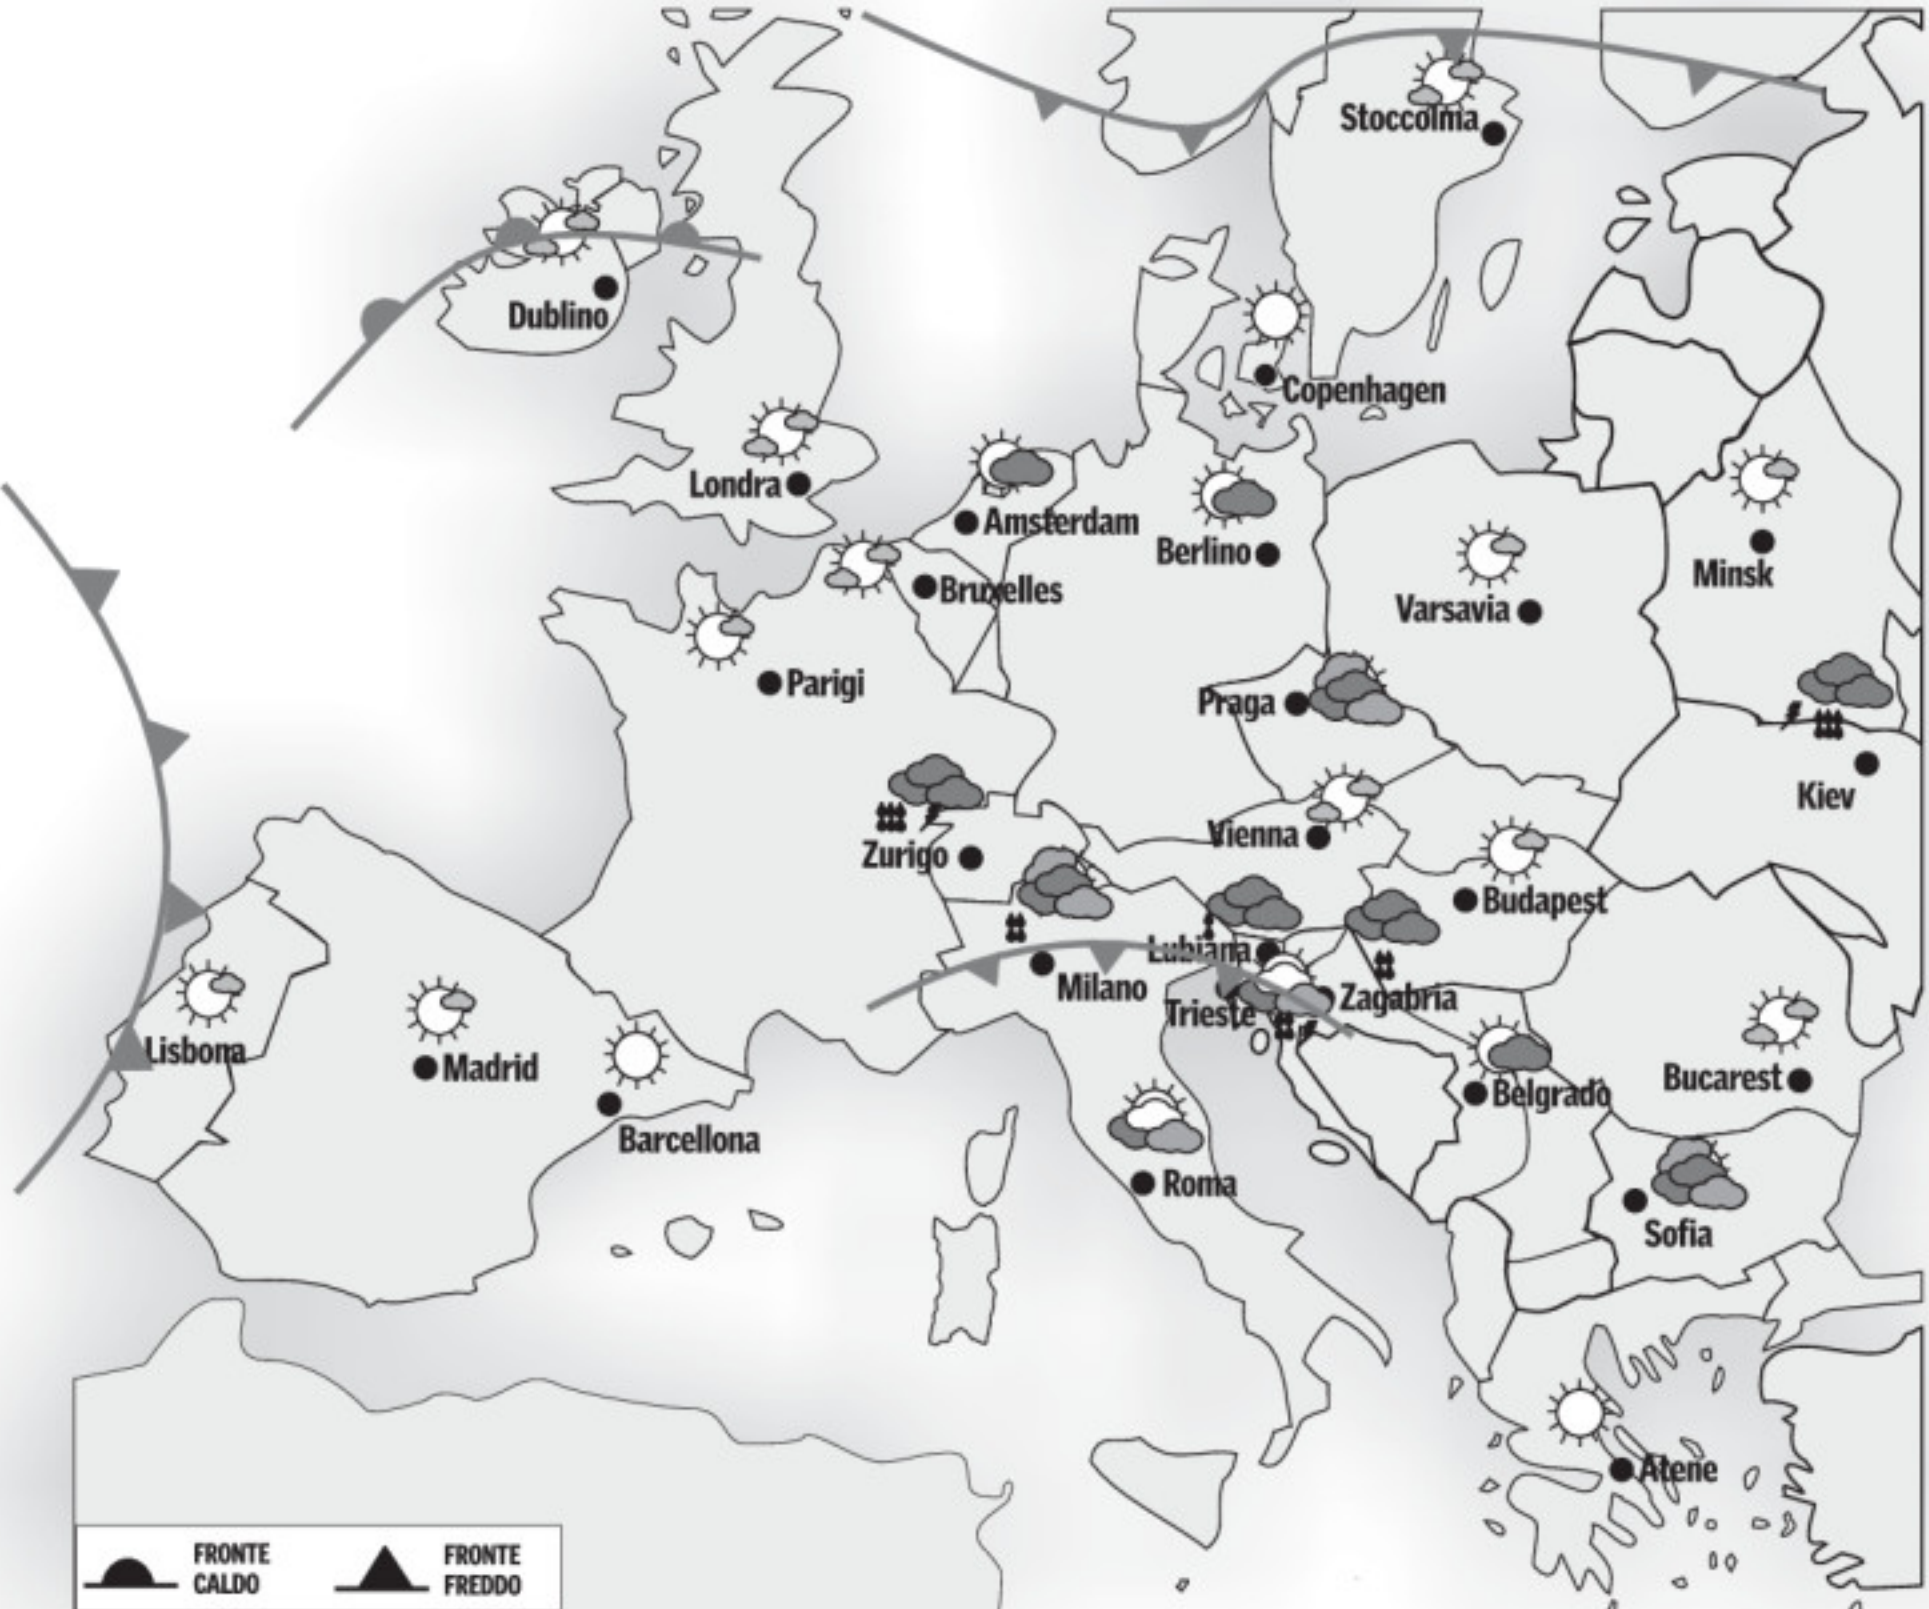 Stoccolma
Dublino
Copenhagen
Londra
Amsterdam
Berlino
Minsk
Bruxelles
Varsavia
Parigi
Praga
Kiev
Vienna
Zurigo
Budapest
Lubiana
Milano
Zagabria
Trieste
Lisbona
Madrid
Belgrado
Bucarest
Barcellona
Roma
Sofia
Atene
FRONTE
CALDO
FRONTE
FREDDO